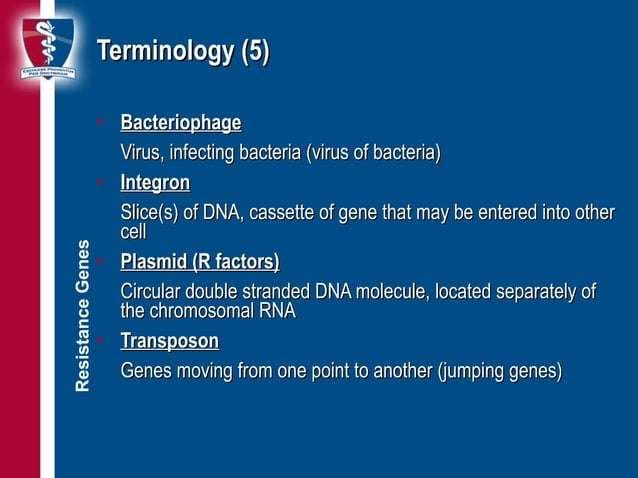 Terminology (5)
Bacteriophage
Virus, infecting bacteria (virus of bacteria)
Integron
Slice(s) of DNA, cassette of gene that may be entered into other
cell
Plasmid (R factors)
Circular double stranded DNA molecule, located separately of
the chromosomal RNA
Transposon
Genes moving from one point to another (jumping genes)
Resistance Genes